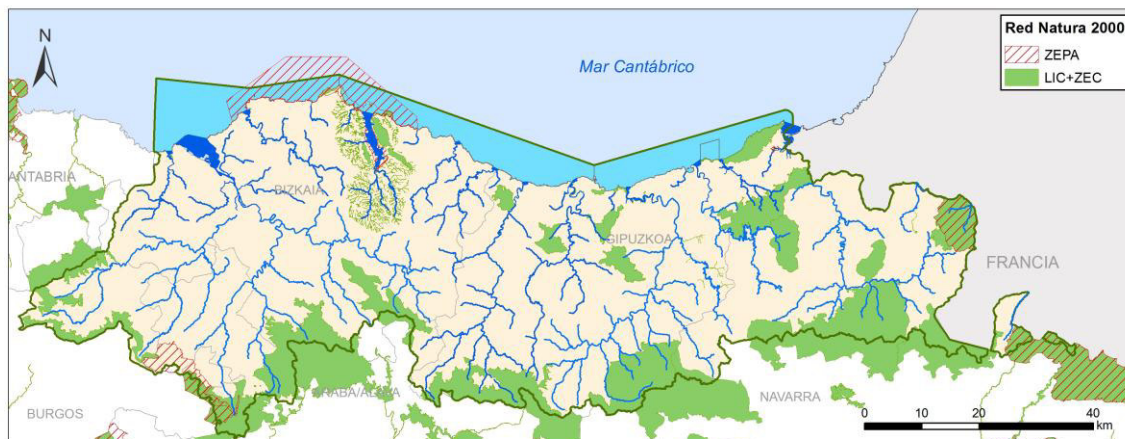 Red Natura 2000
ZEPA
LIC+ZEC
N
Mar Cantábrico
ANTABRIA
BIZKAIA
GIPUZKOA
FRANCIA
ARABA/ÁLAVA
NAVARRA
BURGOS
0 10 20 40
km